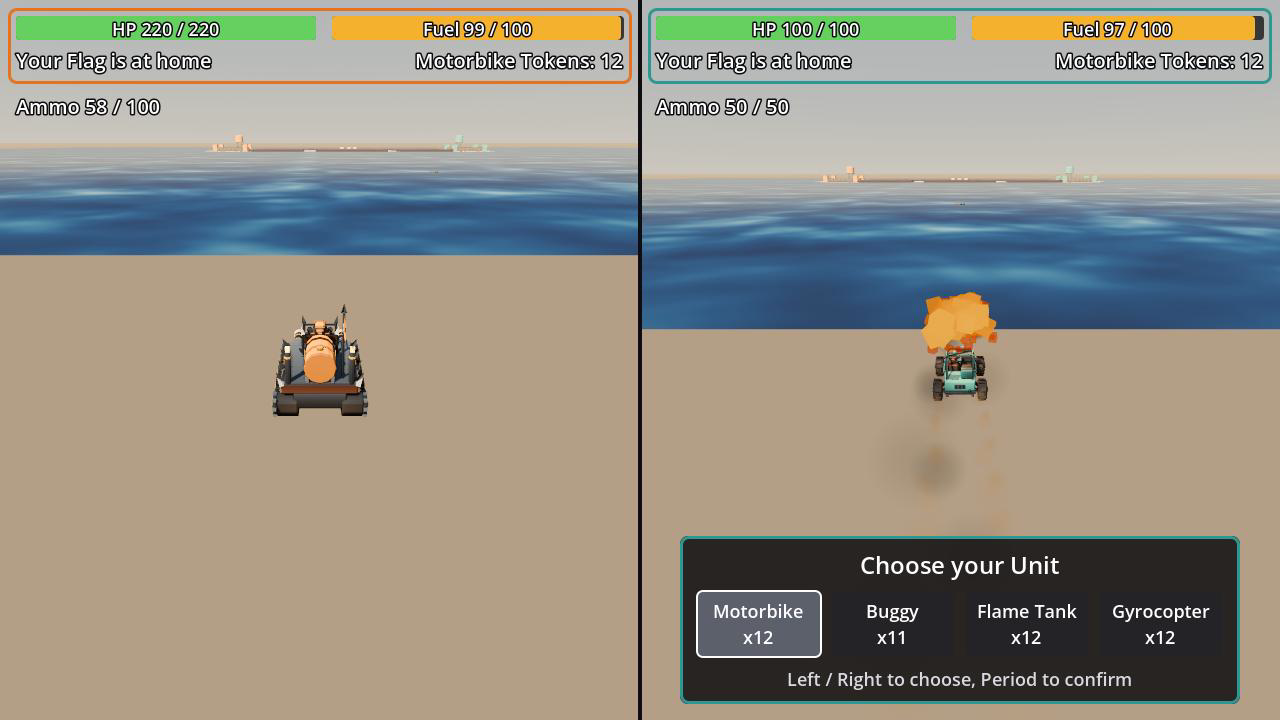 HP 220 / 220
Fuel 99 / 100
Your Flag is at home
Motorbike Tokens: 12
Ammo 58 / 100
HP 100 / 100
Fuel 97 / 100
Your Flag is at home
Motorbike Tokens: 12
Ammo 50 / 50
Choose your Unit
Motorbike
x12
Buggy
x11
Flame Tank
x12
Gyrocopter
x12
Left / Right to choose, Period to confirm